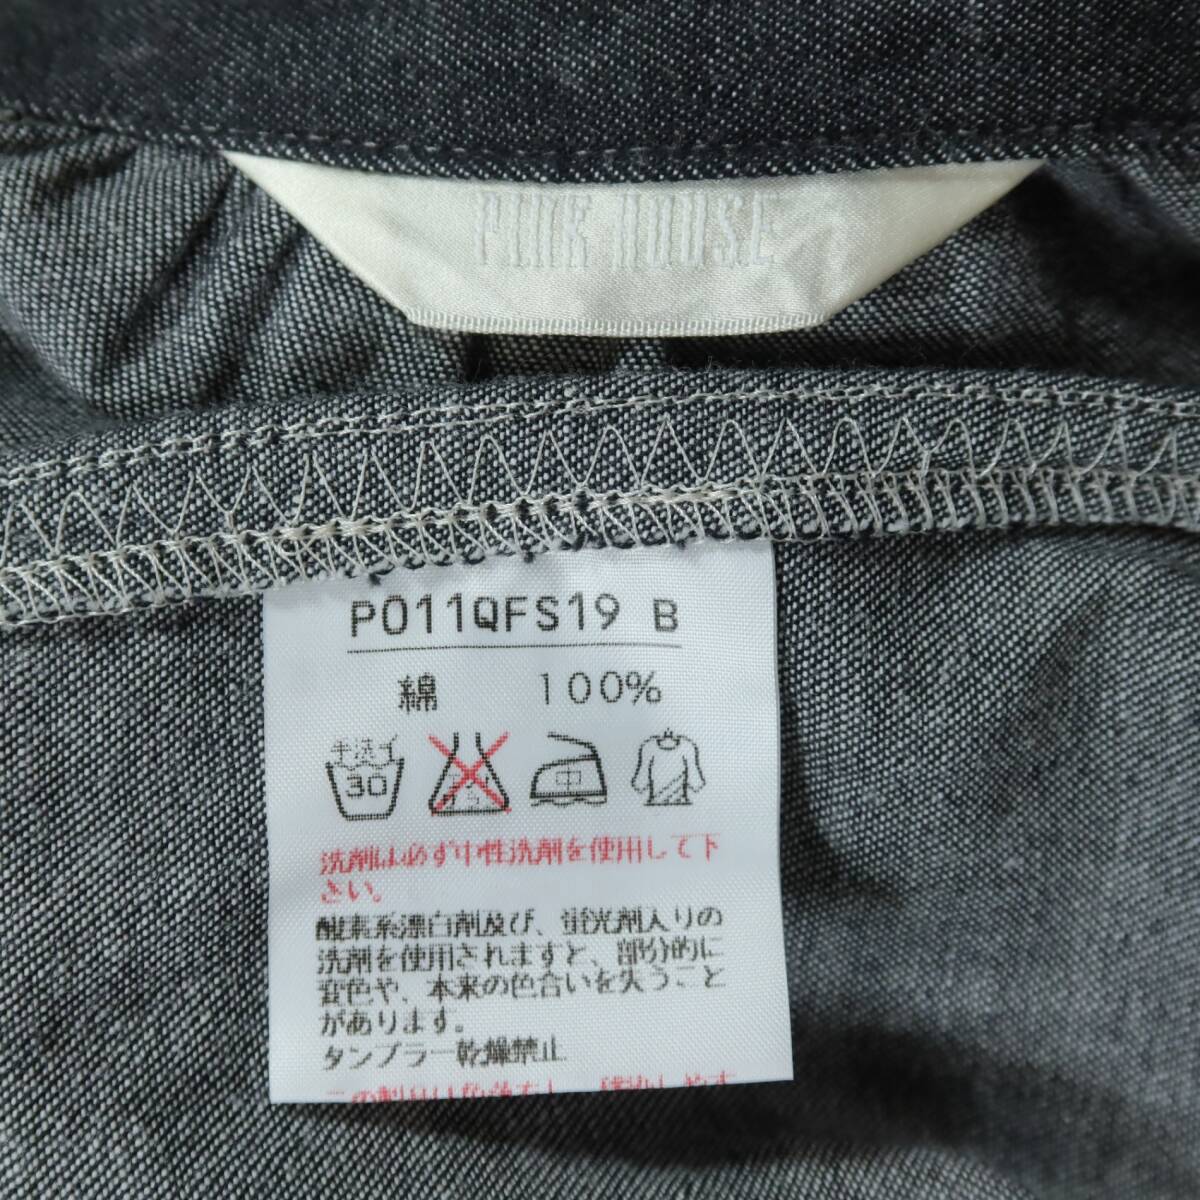 PINK HOUSE
P011QFS19 B
綿 100%
手洗イ
30
中
洗剤は必ず中性洗剤を使用して下
さい。
酸素系漂白剤及び、蛍光剤入りの
洗剤を使用されますと、部分的に
変色や、本来の色合いを失うこと
があります。
タンブラー乾燥禁止